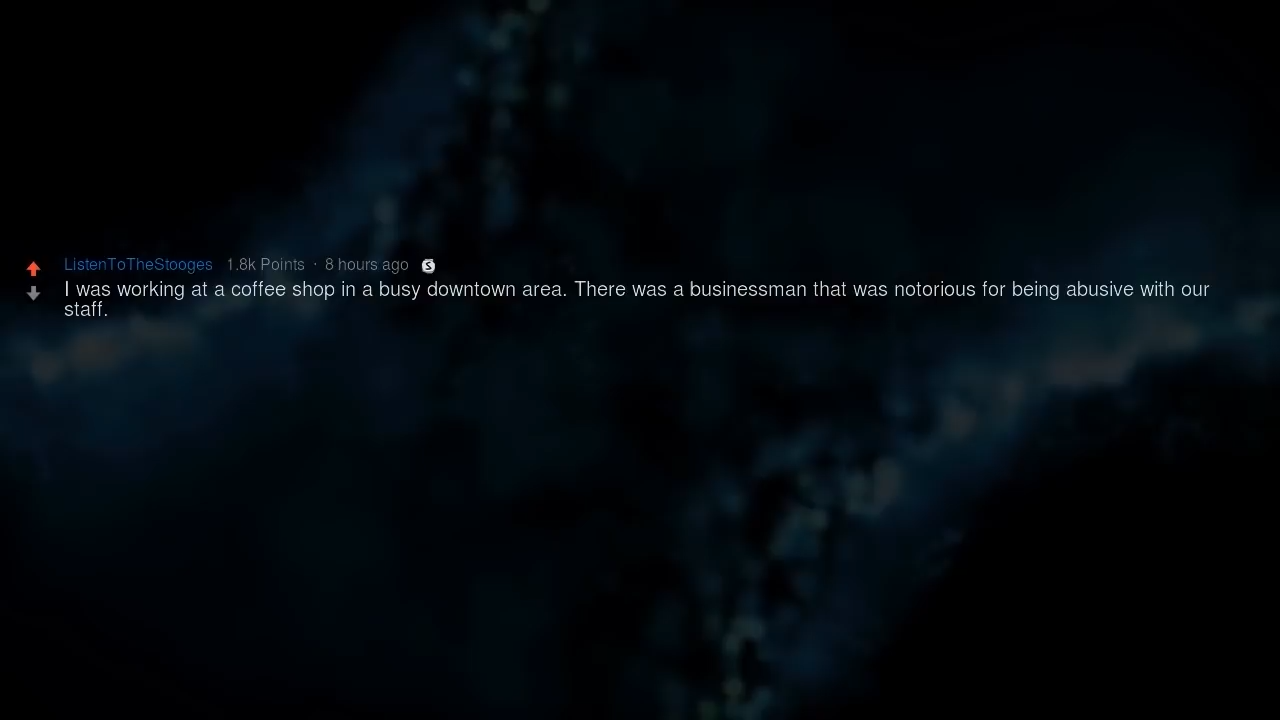 ListenToTheStooges 1.8k Points · 8 hours ago S
I was working at a coffee shop in a busy downtown area. There was a businessman that was notorious for being abusive with our
staff.